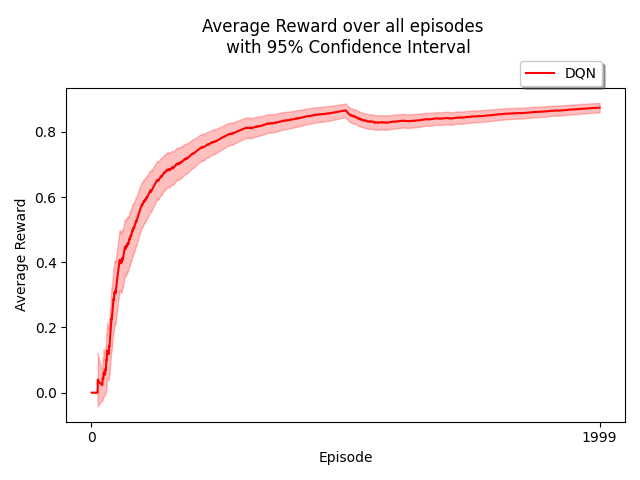 Average Reward over all episodes
with 95% Confidence Interval
DQN
0.8
0.6
0.4
0.2
0.0
Average Reward
0
1999
Episode